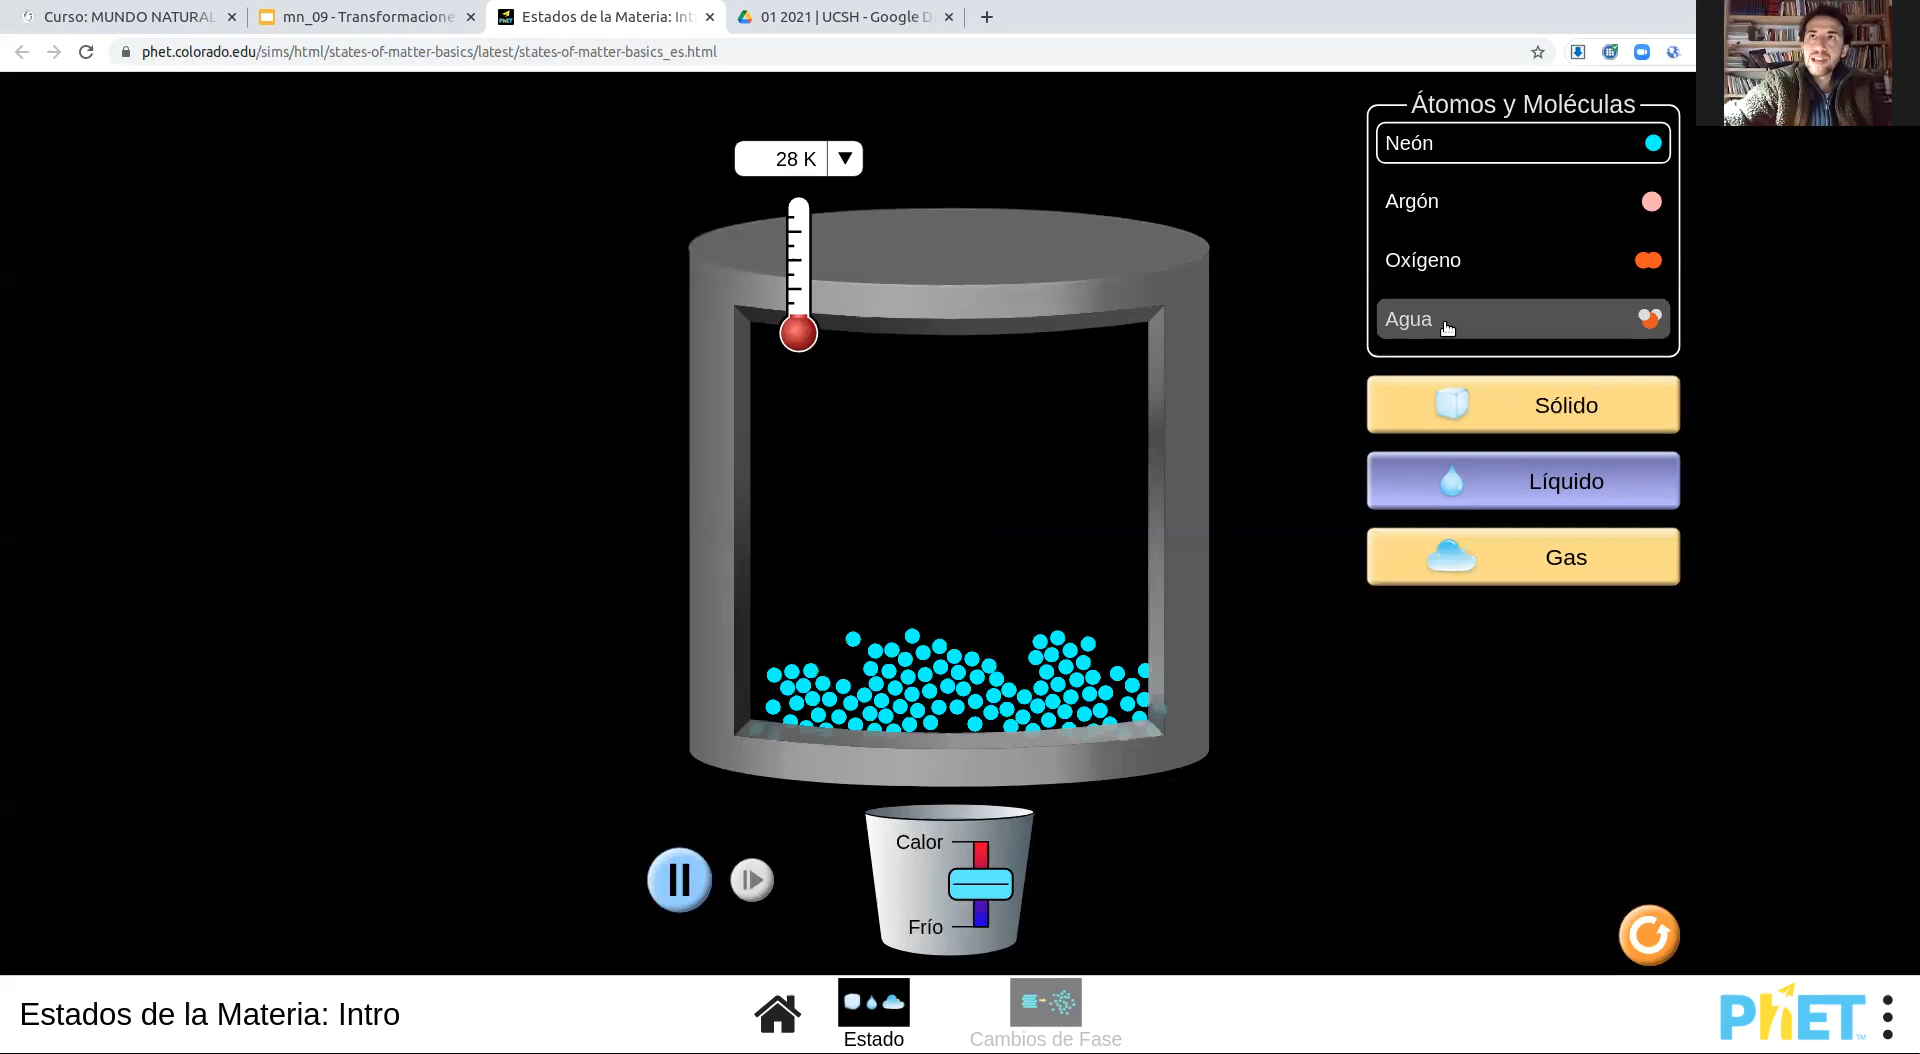 Curso: MUNDO NATURAL
mn_09 - Transformacione
Estados de la Materia: Int
01 2021 | UCSH - Google D
phet.colorado.edu/sims/html/states-of-matter-basics/latest/states-of-matter-basics_es.html
Átomos y Moléculas
Neón
28 K
Argón
Oxígeno
Agua
Sólido
Líquido
Gas
Calor
Frío
Estados de la Materia: Intro
Estado
Cambios de Fase
PhET